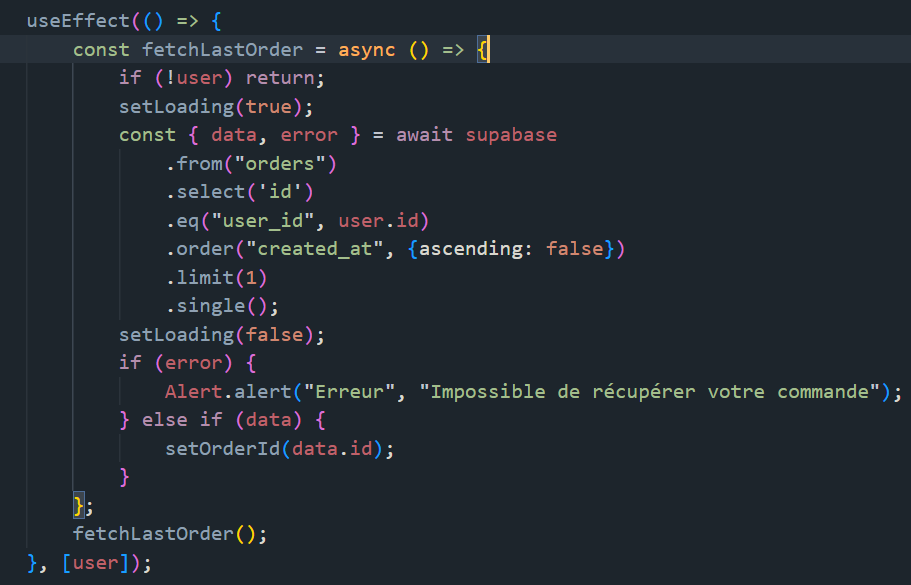 useEffect(() => {
    const fetchLastOrder = async () => {
        if (!user) return;
        setLoading(true);
        const { data, error } = await supabase
            .from("orders")
            .select('id')
            .eq("user_id", user.id)
            .order("created_at", {ascending: false})
            .limit(1)
            .single();
        setLoading(false);
        if (error) {
            Alert.alert("Erreur", "Impossible de récupérer votre commande");
        } else if (data) {
            setOrderId(data.id);
        }
    };
    fetchLastOrder();
}, [user]);